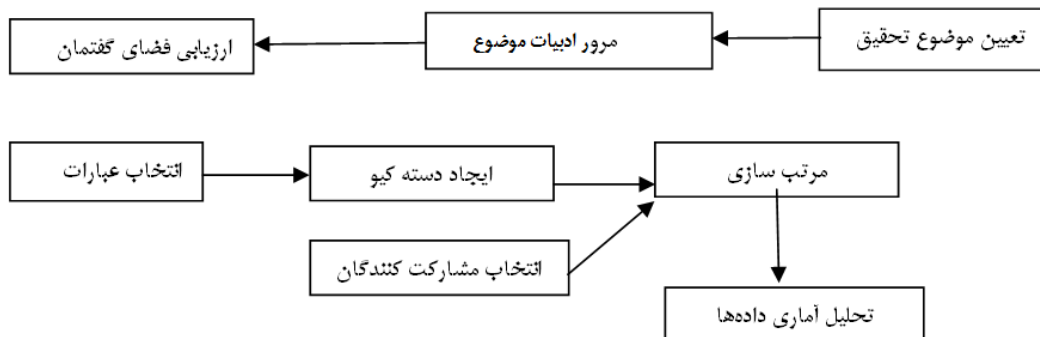 تعیین موضوع تحقیق
مرور ادبیات موضوع
ارزیابی فضای گفتمان
انتخاب عبارات
ایجاد دسته کیو
مرتب سازی
انتخاب مشارکت کنندگان
تحلیل آماری داده‌ها